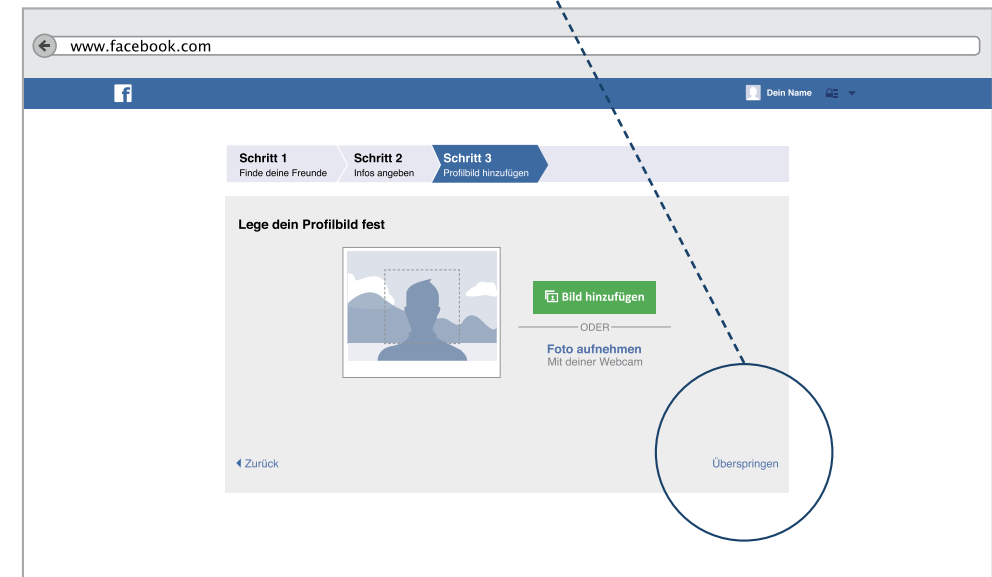 www.facebook.com
f
Dein Name
Schritt 1
Finde deine Freunde
Schritt 2
Infos angeben
Schritt 3
Profilbild hinzufügen
Lege dein Profilbild fest
Bild hinzufügen
ODER
Foto aufnehmen
Mit deiner Webcam
Zurück
Überspringen